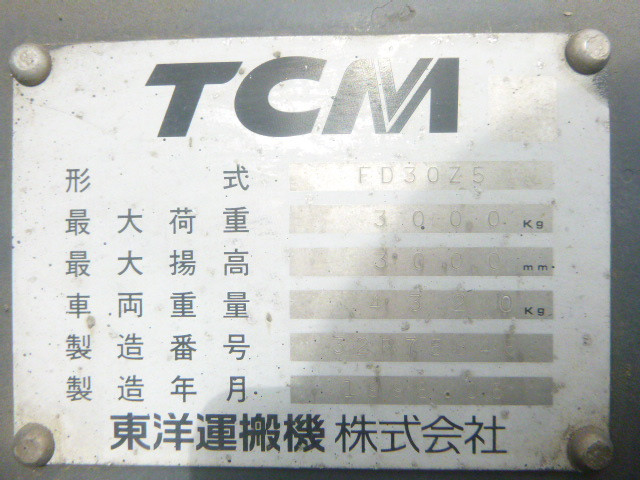 TCM
形式 FD30Z5
最大荷重 3000 Kg
最大揚高 3000 mm
車両重量 Kg
製造番号
製造年月
東洋運搬機 株式会社